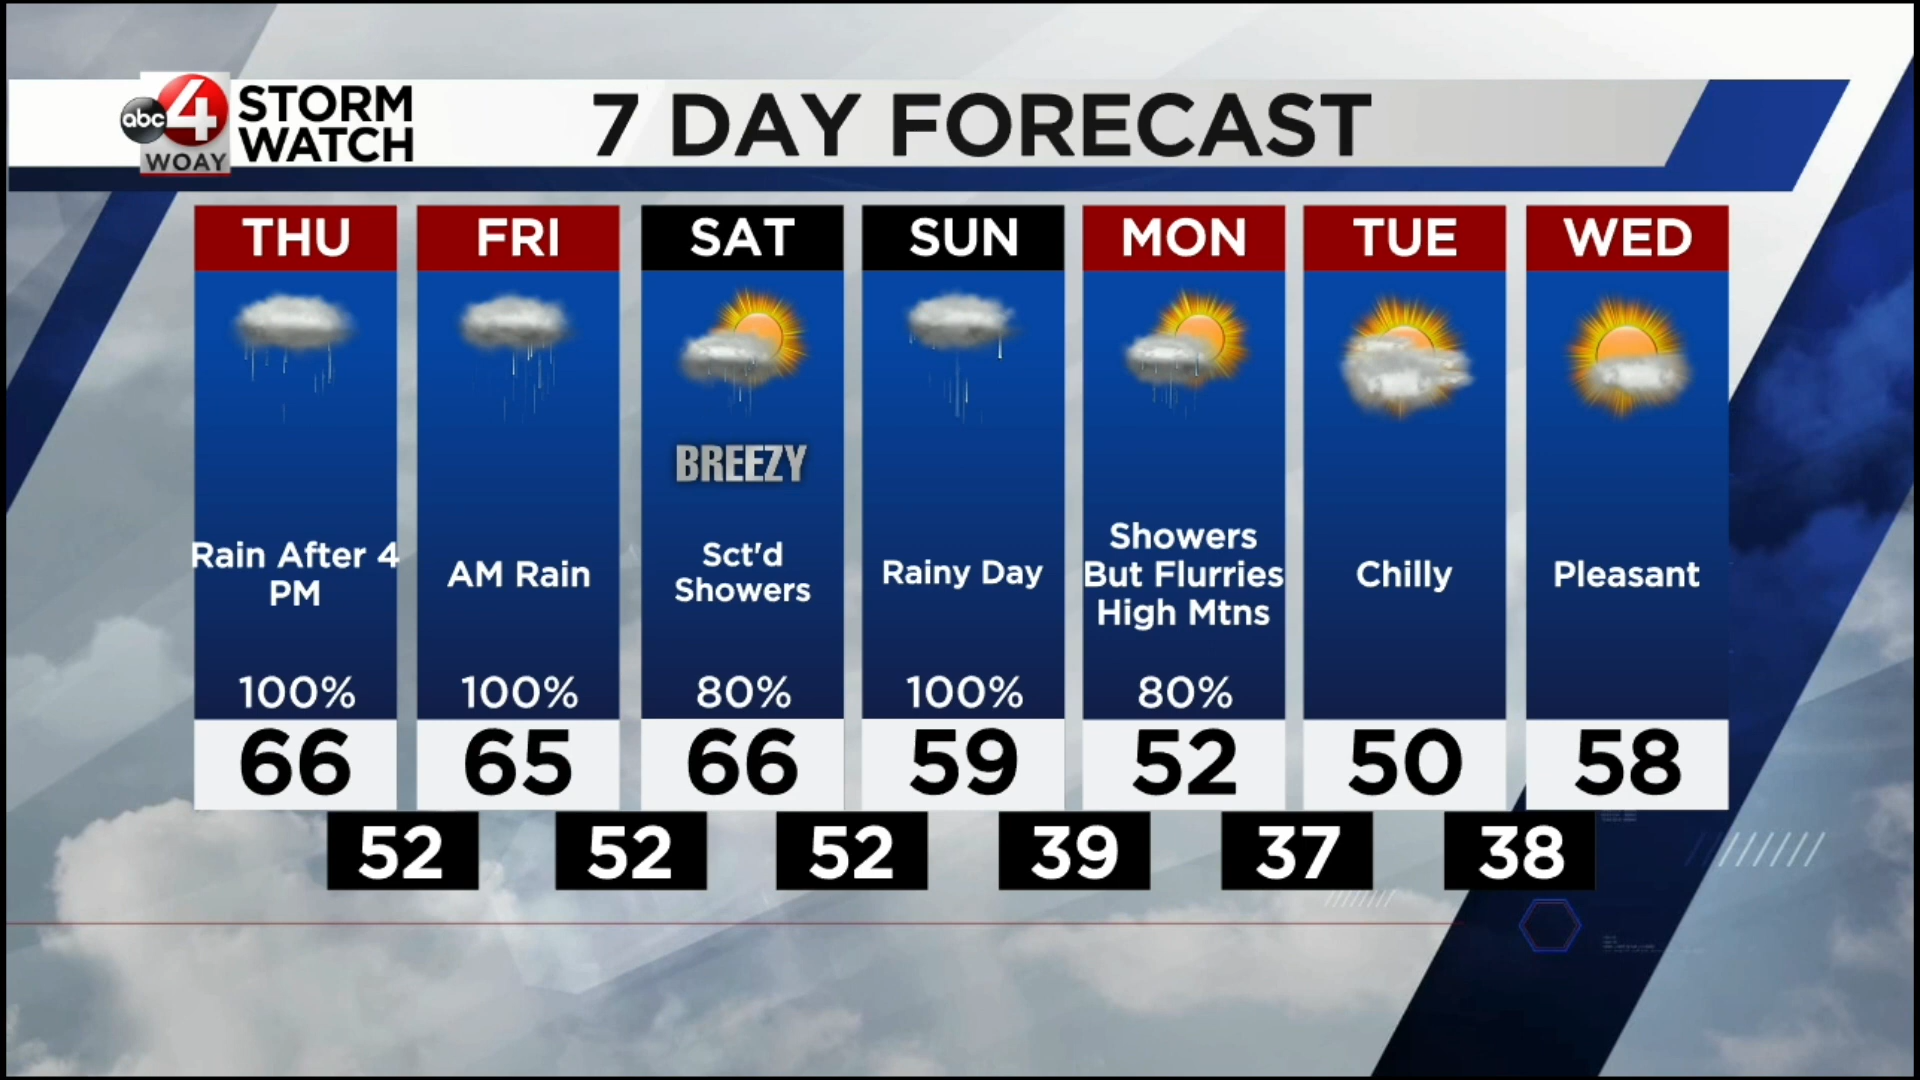 abc 4
WOAY
STORM
WATCH
7 DAY FORECAST
THU
Rain After 4
PM
100%
66
FRI
AM Rain
100%
65
SAT
BREEZY
Sct'd
Showers
80%
66
SUN
Rainy Day
100%
59
MON
Showers
But Flurries
High Mtns
80%
52
TUE
Chilly
50
WED
Pleasant
58
52
52
52
39
37
38